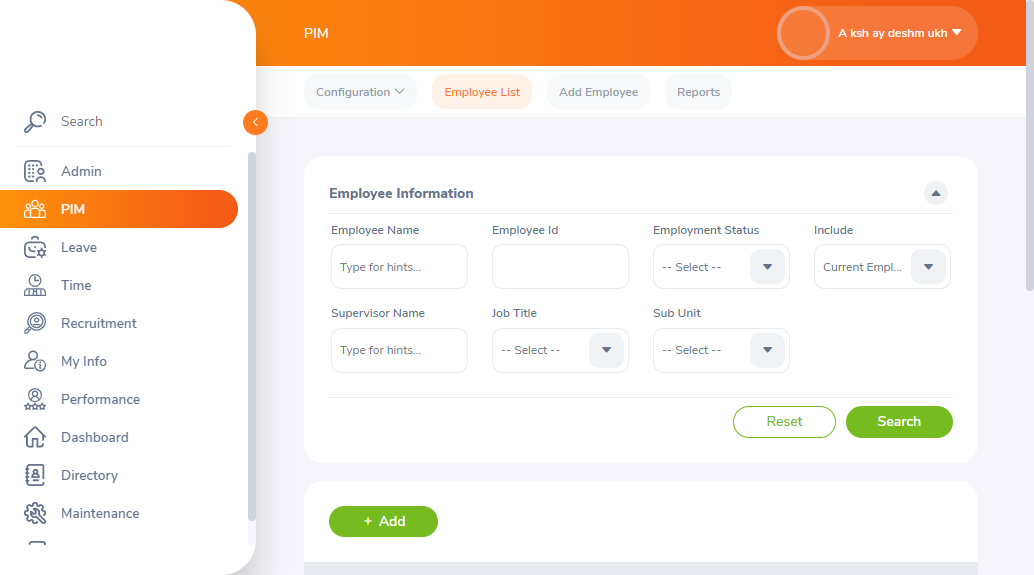 PIM
A ksh ay deshm ukh
Configuration
Employee List
Add Employee
Reports
Search
Admin
PIM
Leave
Time
Recruitment
My Info
Performance
Dashboard
Directory
Maintenance
Employee Information
Employee Name
Employee Id
Employment Status
Include
Type for hints...
-- Select --
Current Empl...
Supervisor Name
Job Title
Sub Unit
Type for hints...
-- Select --
-- Select --
Reset
Search
+ Add